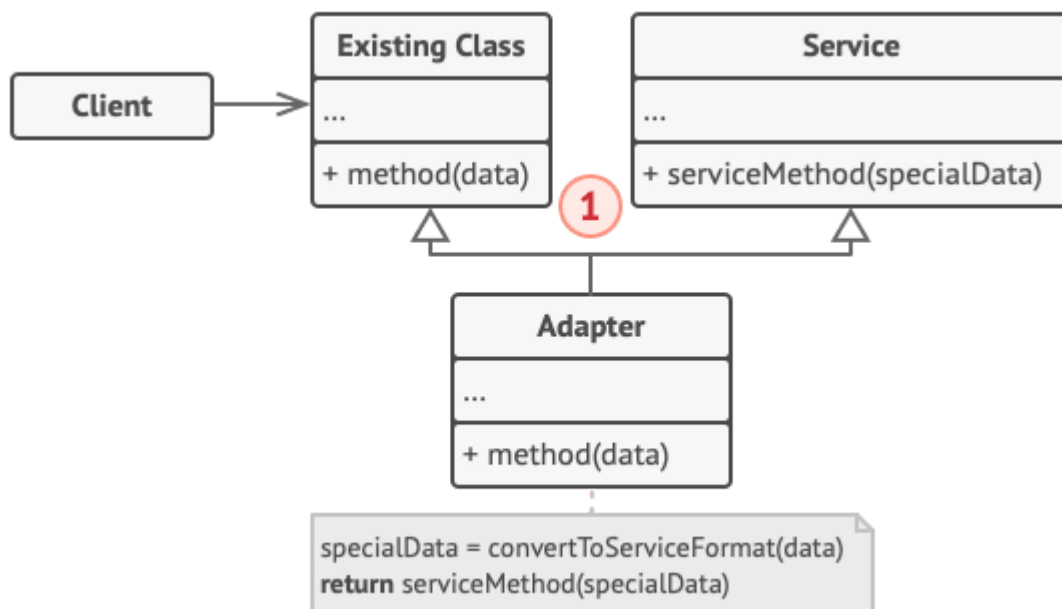 Client
Existing Class
...
+ method(data)
Service
...
+ serviceMethod(specialData)
1
Adapter
...
+ method(data)
specialData = convertToServiceFormat(data)
return serviceMethod(specialData)